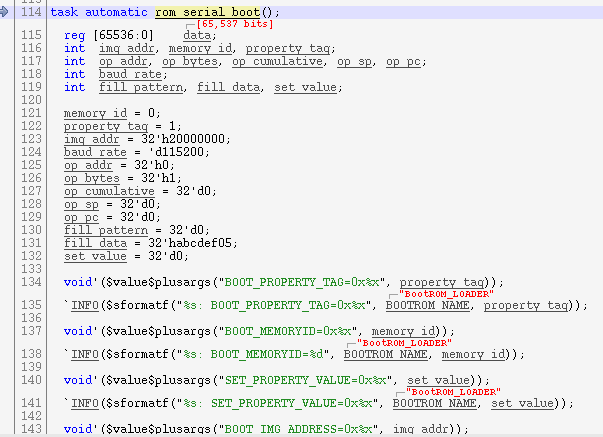 114 task automatic rom_serial_boot();
[65,537 bits]
115 reg [65536:0] data;
116 int img_addr, memory_id, property_tag;
117 int op_addr, op_bytes, op_cumulative, op_sp, op_pc;
118 int baud_rate;
119 int fill_pattern, fill_data, set_value;
120
121 memory_id = 0;
122 property_tag = 1;
123 img_addr = 32'h20000000;
124 baud_rate = 'd115200;
125 op_addr = 32'h0;
126 op_bytes = 32'h1;
127 op_cumulative = 32'd0;
128 op_sp = 32'd0;
129 op_pc = 32'd0;
130 fill_pattern = 32'd0;
131 fill_data = 32'habcdef05;
132 set_value = 32'd0;
133
134 void'($value$plusargs("BOOT_PROPERTY_TAG=0x%x", property_tag));
"BootROM_LOADER"
135 `INFO($sformatf("%s: BOOT_PROPERTY_TAG=0x%x", BOOTROM_NAME, property_tag));
136
137 void'($value$plusargs("BOOT_MEMORYID=0x%x", memory_id));
"BootROM_LOADER"
138 `INFO($sformatf("%s: BOOT_MEMORYID=%d", BOOTROM_NAME, memory_id));
139
140 void'($value$plusargs("SET_PROPERTY_VALUE=0x%x", set_value));
"BootROM_LOADER"
141 `INFO($sformatf("%s: SET_PROPERTY_VALUE=0x%x", BOOTROM_NAME, set_value));
142
143 void'($value$plusargs("BOOT_IMG_ADDRESS=0x%x", img_addr));